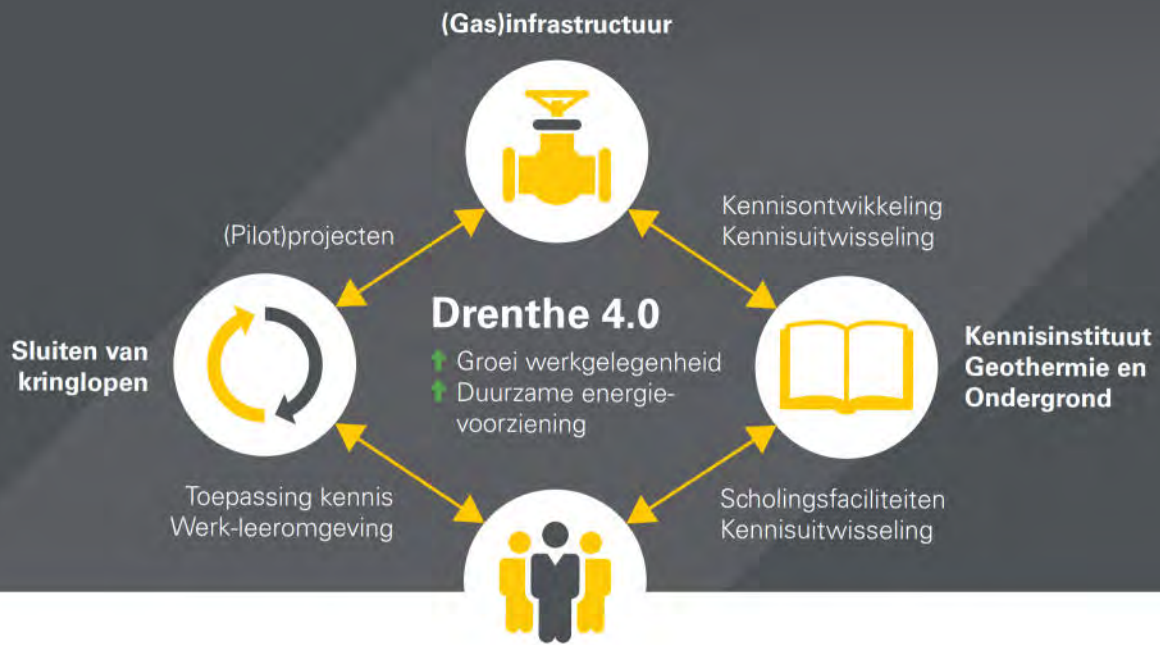 (Gas)infrastructuur
(Pilot)projecten
Kennisontwikkeling
Kennisuitwisseling
Sluiten van
kringlopen
Drenthe 4.0
Groei werkgelegenheid
Duurzame energie-
voorziening
Kennisinstituut
Geothermie en
Ondergrond
Toepassing kennis
Werk-leeromgeving
Scholingsfaciliteiten
Kennisuitwisseling